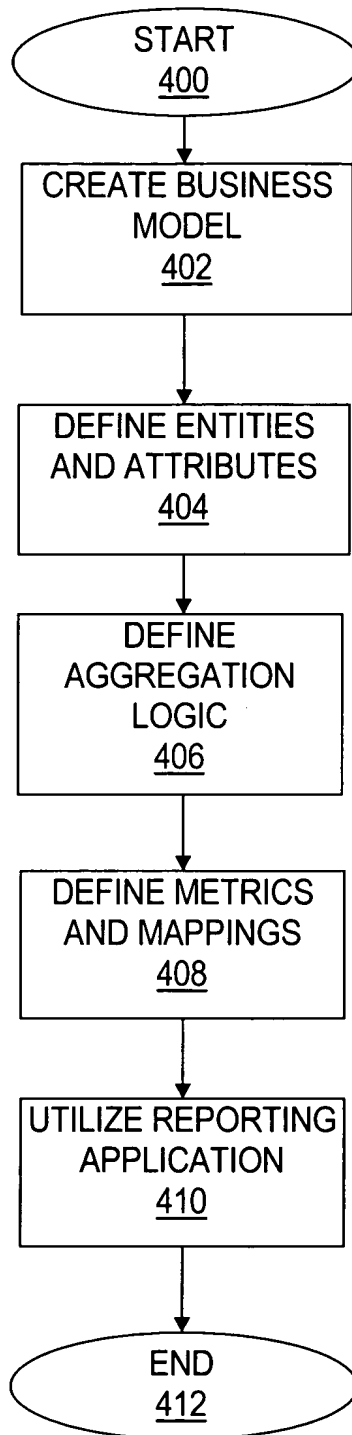 START
400
CREATE BUSINESS
MODEL
402
DEFINE ENTITIES
AND ATTRIBUTES
404
DEFINE
AGGREGATION
LOGIC
406
DEFINE METRICS
AND MAPPINGS
408
UTILIZE REPORTING
APPLICATION
410
END
412